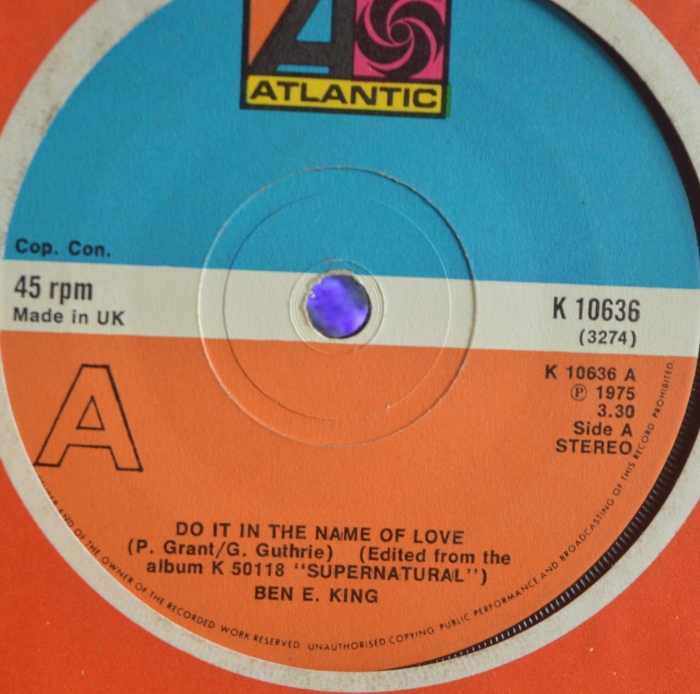 ATLANTIC
Cop. Con.
45 rpm
Made in UK
K 10636
(3274)
K 10636 A
℗ 1975
3.30
Side A
STEREO
A
DO IT IN THE NAME OF LOVE
(P. Grant/G. Guthrie) (Edited from the
album K 50118 "SUPERNATURAL")
BEN E. KING
AND OF THE OWNER OF THE RECORDED WORK RESERVED. UNAUTHORISED COPYING PUBLIC PERFORMANCE AND BROADCASTING OF THIS RECORD PROHIBITED